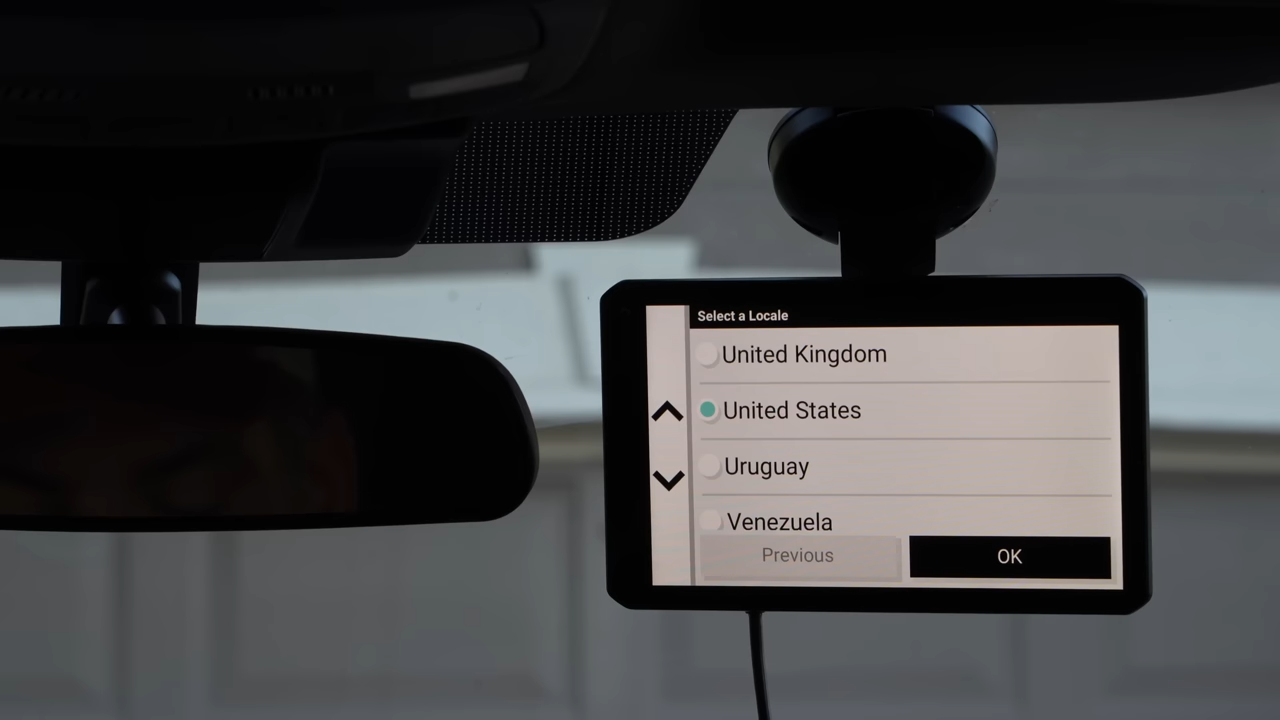 Select a Locale
United Kingdom
United States
Uruguay
Venezuela
Previous
OK